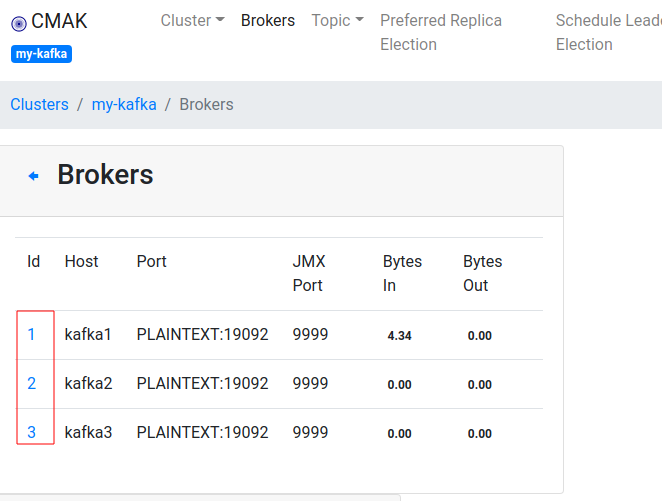 CMAK
my-kafka
Cluster Brokers Topic Preferred Replica Election Schedule
Clusters / my-kafka / Brokers
Brokers
Id Host Port JMX Port Bytes In Bytes Out
1 kafka1 PLAINTEXT:19092 9999 4.34 0.00
2 kafka2 PLAINTEXT:19092 9999 0.00 0.00
3 kafka3 PLAINTEXT:19092 9999 0.00 0.00